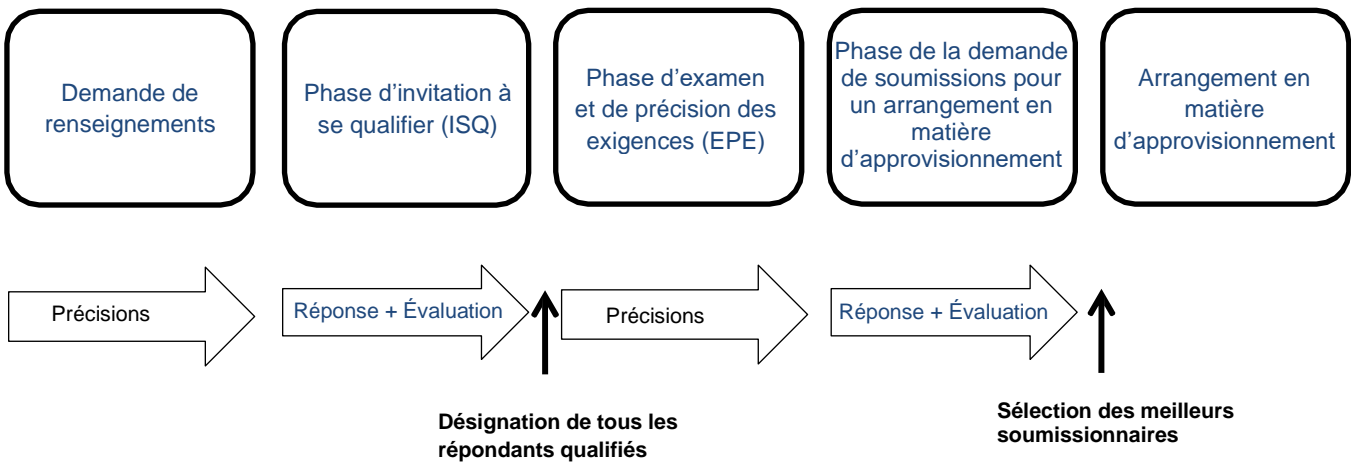 Demande de
renseignements
Phase d'invitation à
se qualifier (ISQ)
Phase d'examen
et de précision des
exigences (EPE)
Phase de la demande
de soumissions pour
un arrangement en
matière
d'approvisionnement
Arrangement en
matière
d'approvisionnement
Précisions
Réponse + Évaluation
Précisions
Réponse + Évaluation
Désignation de tous les
répondants qualifiés
Sélection des meilleurs
soumissionnaires